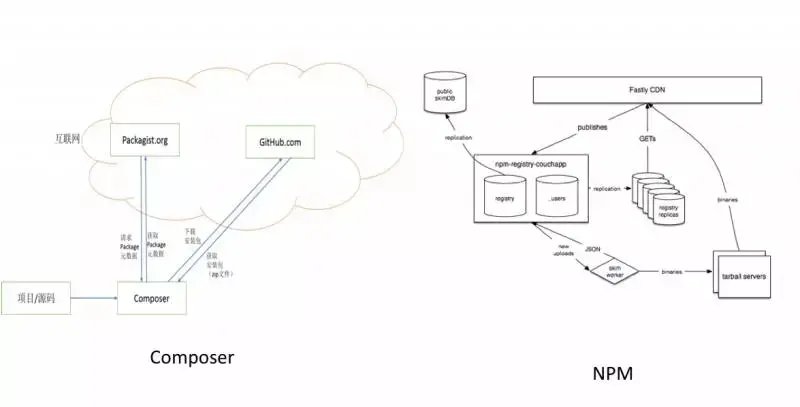 互联网
Packagist.org
GitHub.com
请求
Package
元数据
获取
Package
元数据
下载
安装包
获取
安装包
(zip文件)
项目/源码
Composer
Composer
Fastly CDN
public
skimDB
publishes
GETs
replication
npm-registry-couchapp
registry
_users
replication
registry
replicas
binaries
new
uploads
JSON
skim
worker
binaries
tarball servers
NPM